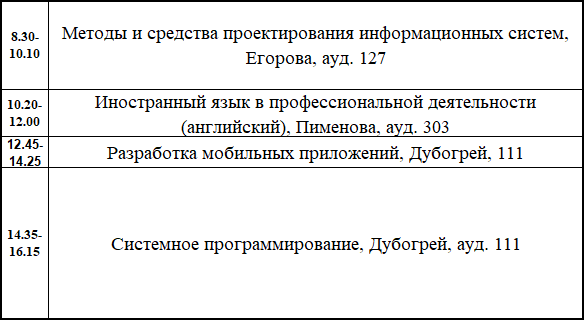 8.30-
10.10
Методы и средства проектирования информационных систем,
Егорова, ауд. 127
10.20-
12.00
Иностранный язык в профессиональной деятельности
(английский), Пименова, ауд. 303
12.45-
14.25
Разработка мобильных приложений, Дубогрей, 111
14.35-
16.15
Системное программирование, Дубогрей, ауд. 111